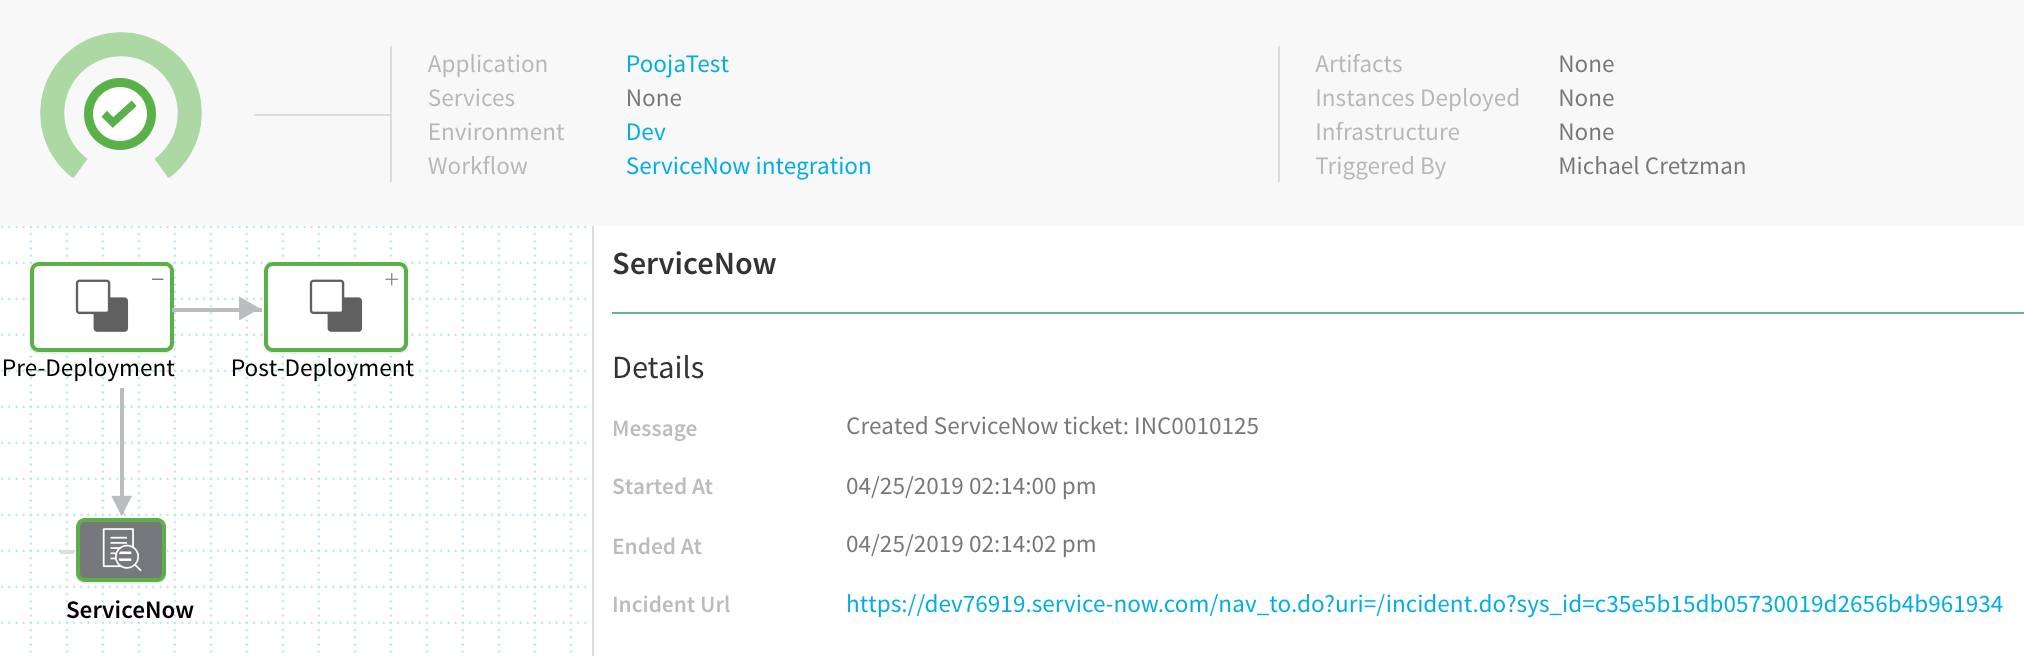 Application PoojaTest
Services None
Environment Dev
Workflow ServiceNow integration
Artifacts None
Instances Deployed None
Infrastructure None
Triggered By Michael Cretzman
Pre-Deployment
Post-Deployment
ServiceNow
ServiceNow
Details
Message Created ServiceNow ticket: INC0010125
Started At 04/25/2019 02:14:00 pm
Ended At 04/25/2019 02:14:02 pm
Incident Url https://dev76919.service-now.com/nav_to.do?uri=/incident.do?sys_id=c35e5b15db05730019d2656b4b961934